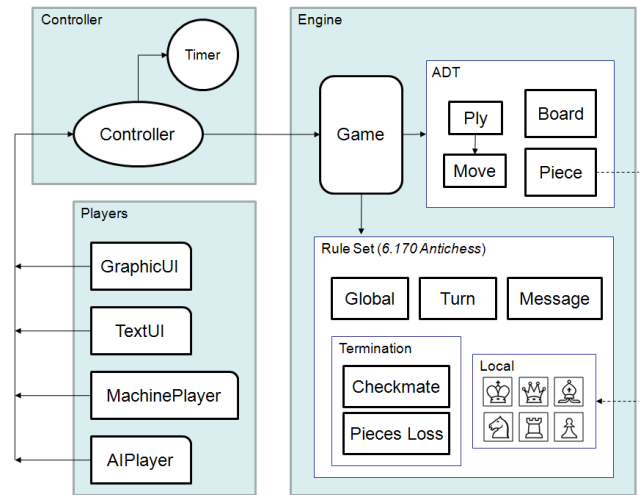 Controller
Timer
Controller
Players
GraphicUI
TextUI
MachinePlayer
AIPlayer
Engine
Game
ADT
Ply
Move
Board
Piece
Rule Set (6.170 Antichess)
Global
Turn
Message
Termination
Checkmate
Pieces Loss
Local